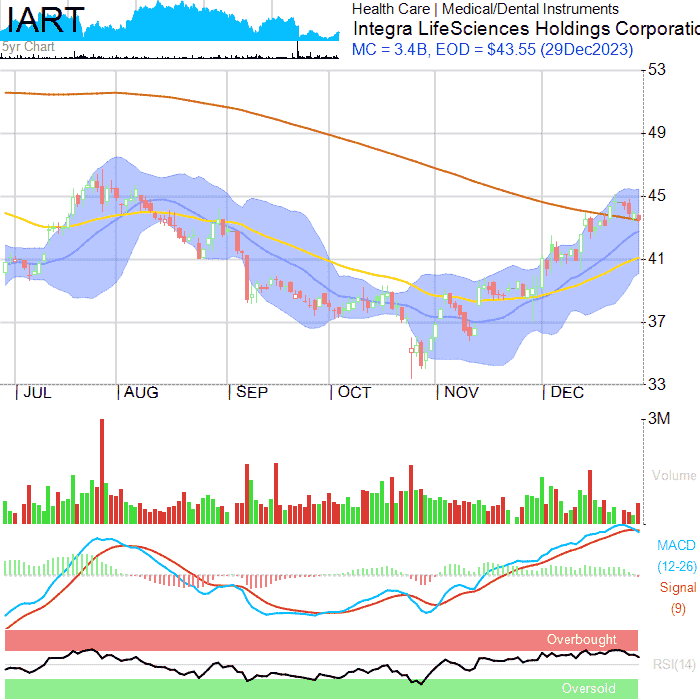 IART
5yr Chart
Health Care | Medical/Dental Instruments
Integra LifeSciences Holdings Corporatio
MC = 3.4B, EOD = $43.55 (29Dec2023)
53
49
45
41
37
33
|JUL |AUG |SEP |OCT |NOV |DEC
3M
Volume
MACD
(12-26)
Signal
(9)
Overbought
RSI(14)
Oversold